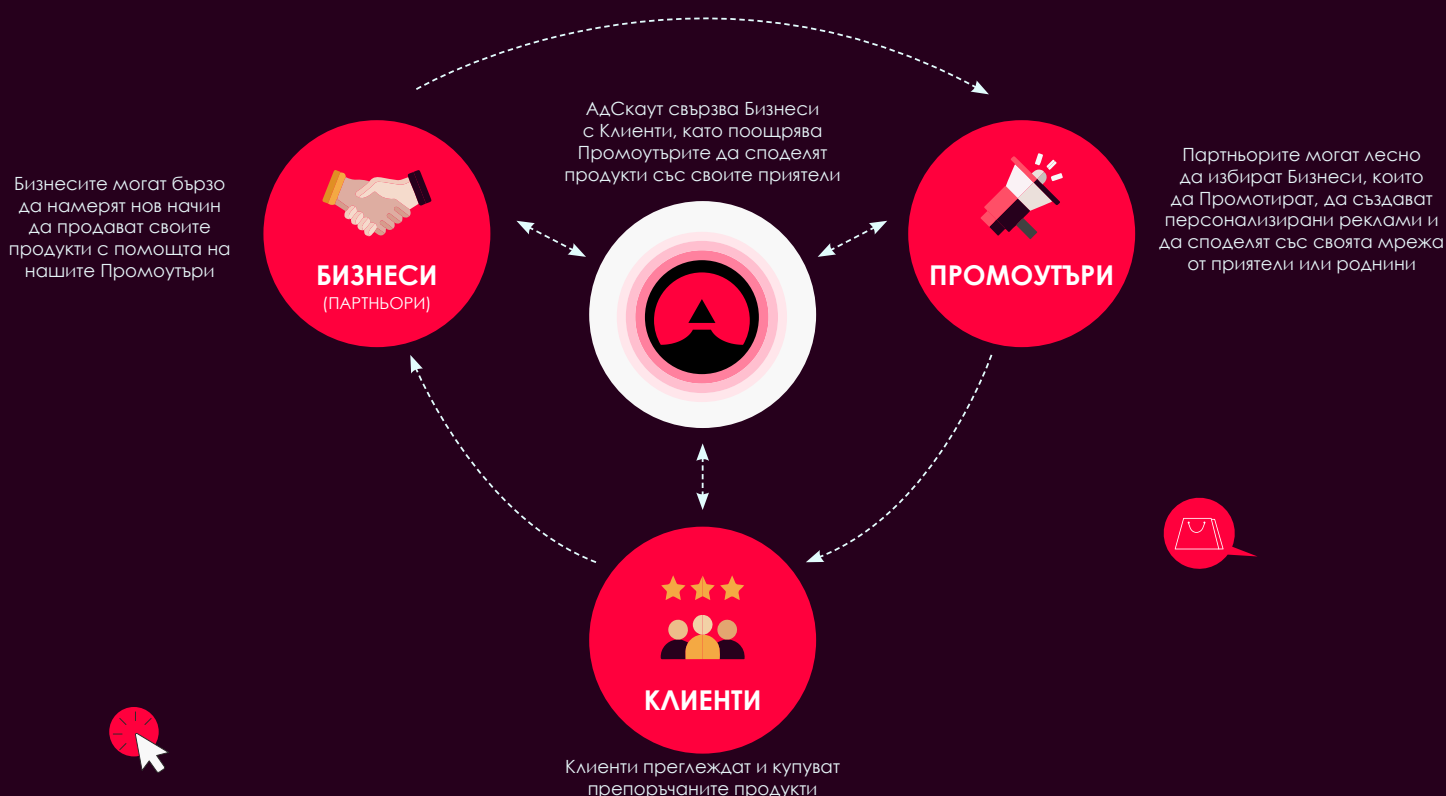 АдСкаут свързва Бизнеси
с Клиенти, като поощрява
Промоутърите да споделят
продукти със своите приятели
Бизнесите могат бързо
да намерят нов начин
да продават своите
продукти с помощта на
нашите Промоутъри
БИЗНЕСИ
(ПАРТНЬОРИ)
ПРОМОУТЪРИ
Партньорите могат лесно
да избират Бизнеси, които
да Промотират, да създават
персонализирани реклами и
да споделят със своята мрежа
от приятели или роднини
КЛИЕНТИ
Клиенти преглеждат и купуват
препоръчаните продукти